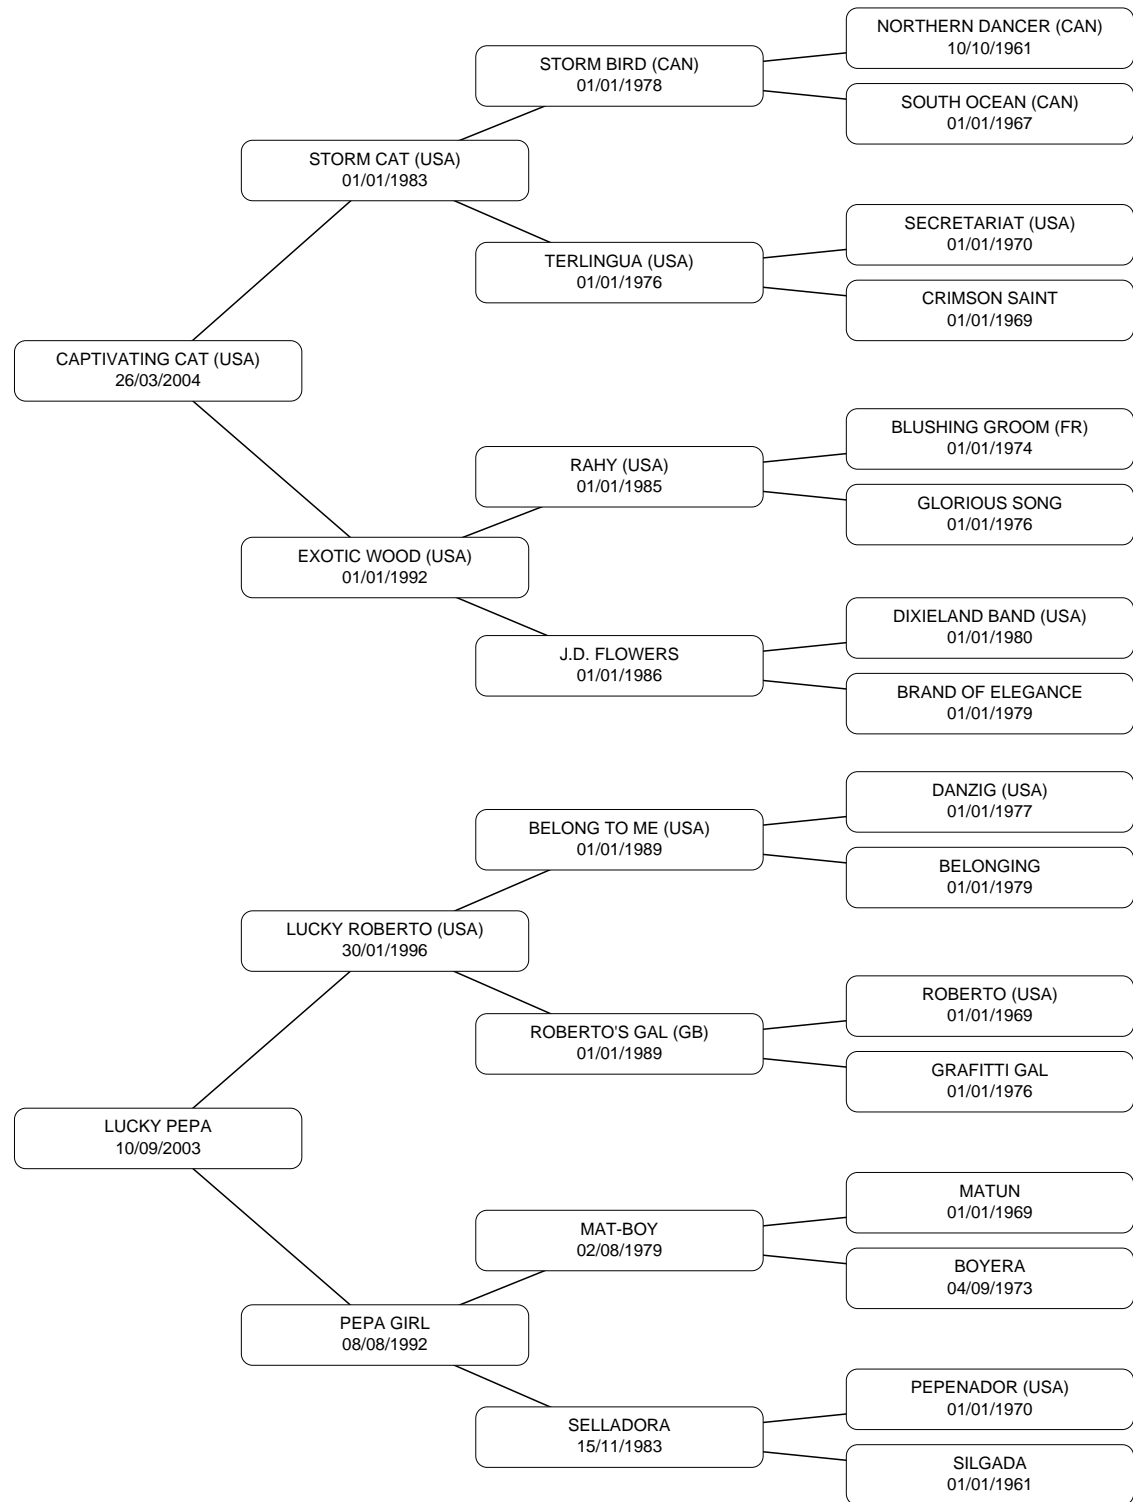 NORTHERN DANCER (CAN)
10/10/1961
STORM BIRD (CAN)
01/01/1978
SOUTH OCEAN (CAN)
01/01/1967
STORM CAT (USA)
01/01/1983
SECRETARIAT (USA)
01/01/1970
TERLINGUA (USA)
01/01/1976
CRIMSON SAINT
01/01/1969
CAPTIVATING CAT (USA)
26/03/2004
BLUSHING GROOM (FR)
01/01/1974
RAHY (USA)
01/01/1985
GLORIOUS SONG
01/01/1976
EXOTIC WOOD (USA)
01/01/1992
DIXIELAND BAND (USA)
01/01/1980
J.D. FLOWERS
01/01/1986
BRAND OF ELEGANCE
01/01/1979
DANZIG (USA)
01/01/1977
BELONG TO ME (USA)
01/01/1989
BELONGING
01/01/1979
LUCKY ROBERTO (USA)
30/01/1996
ROBERTO (USA)
01/01/1969
ROBERTO'S GAL (GB)
01/01/1989
GRAFITTI GAL
01/01/1976
LUCKY PEPA
10/09/2003
MATUN
01/01/1969
MAT-BOY
02/08/1979
BOYERA
04/09/1973
PEPA GIRL
08/08/1992
PEPENADOR (USA)
01/01/1970
SELLADORA
15/11/1983
SILGADA
01/01/1961